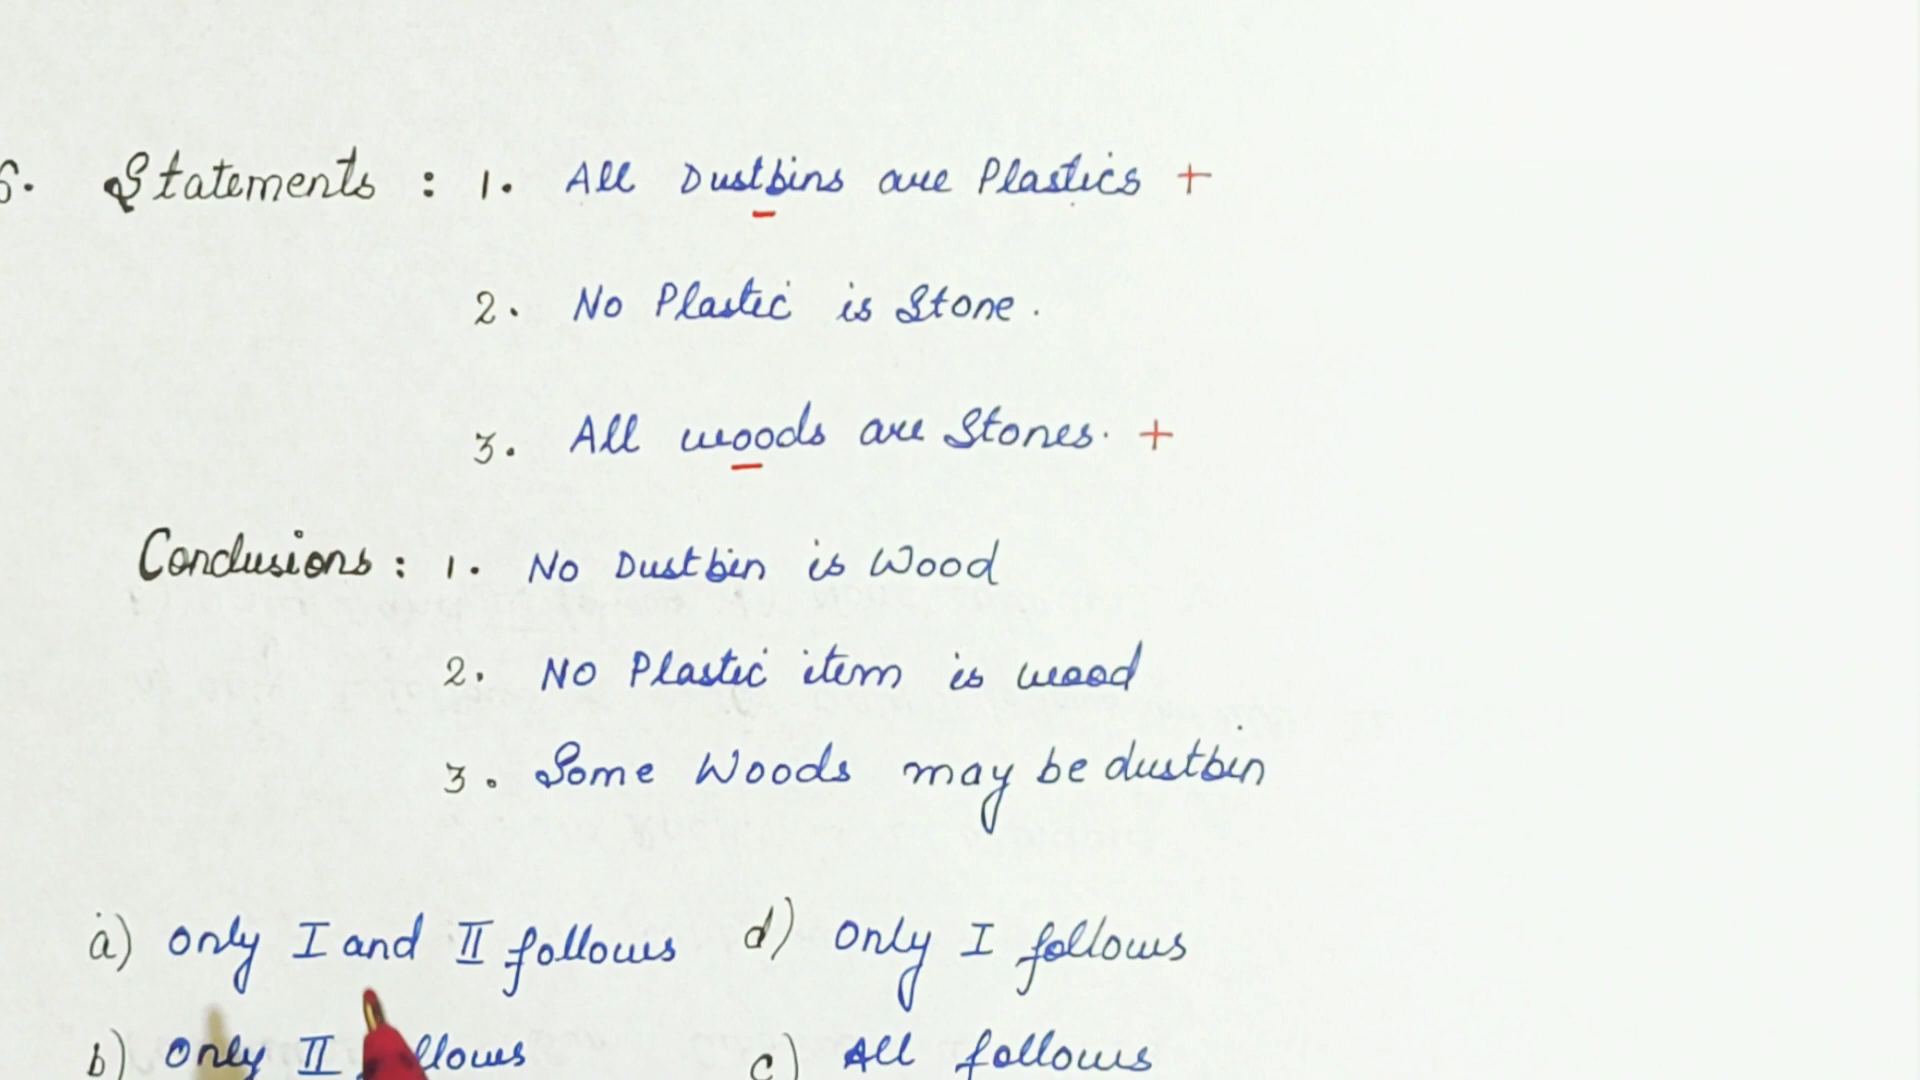 6. Statements : 1. All Dustbins are Plastics +
2. No Plastic is Stone.
3. All woods are Stones. +
Conclusions : 1. No Dustbin is Wood
2. No Plastic item is wood
3. Some Woods may be dustbin
a) only I and II follows d) only I follows
b) only II follows c) All follows